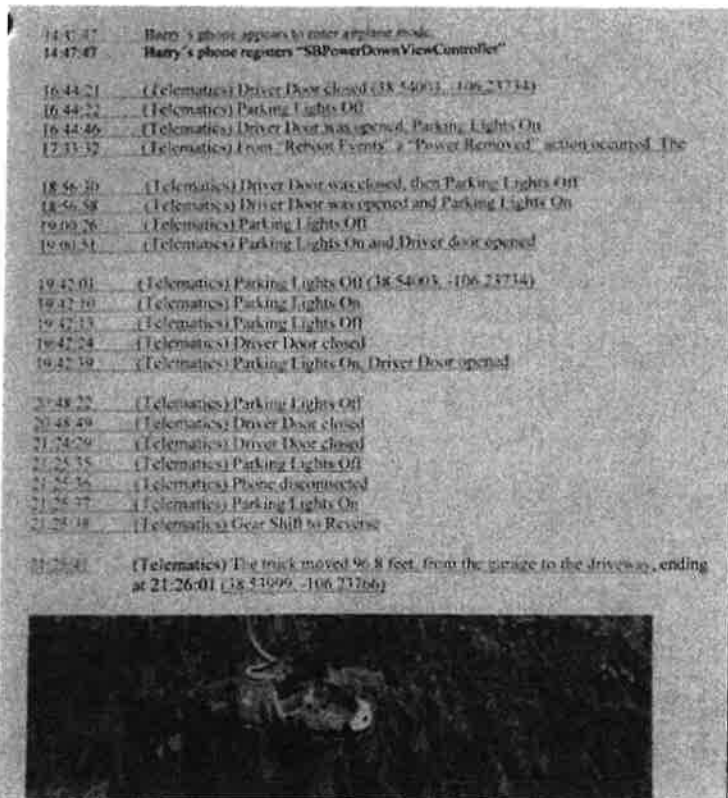 14:47:47 Barry´s phone appears to enter airplane mode.
14:47:47 Barry´s phone registers “SBPowerDownViewController”
16:44:21 (Telematics) Driver Door closed (38.54003, -106.23734)
16:44:22 (Telematics) Parking Lights Off
16:44:46 (Telematics) Driver Door was opened, Parking Lights On
17:33:32 (Telematics) From “Reboot Events” a “Power Removed” action occurred. The
18:56:30 (Telematics) Driver Door was closed, then Parking Lights Off
18:56:58 (Telematics) Driver Door was opened and Parking Lights On
19:00:26 (Telematics) Parking Lights Off
19:00:51 (Telematics) Parking Lights On and Driver door opened
19:42:01 (Telematics) Parking Lights Off (38.54003, -106.23734)
19:42:10 (Telematics) Parking Lights On
19:42:13 (Telematics) Parking Lights Off
19:42:24 (Telematics) Driver Door closed
19:42:39 (Telematics) Parking Lights On, Driver Door opened
20:48:22 (Telematics) Parking Lights Off
20:48:49 (Telematics) Driver Door closed
21:24:29 (Telematics) Driver Door closed
21:25:35 (Telematics) Parking Lights Off
21:25:36 (Telematics) Phone disconnected
21:25:37 (Telematics) Parking Lights On
21:25:38 (Telematics) Gear Shift to Reverse
(Telematics) The truck moved 96.8 feet, from the garage to the driveway, ending
at 21:26:01 (38.53999, -106.23766)